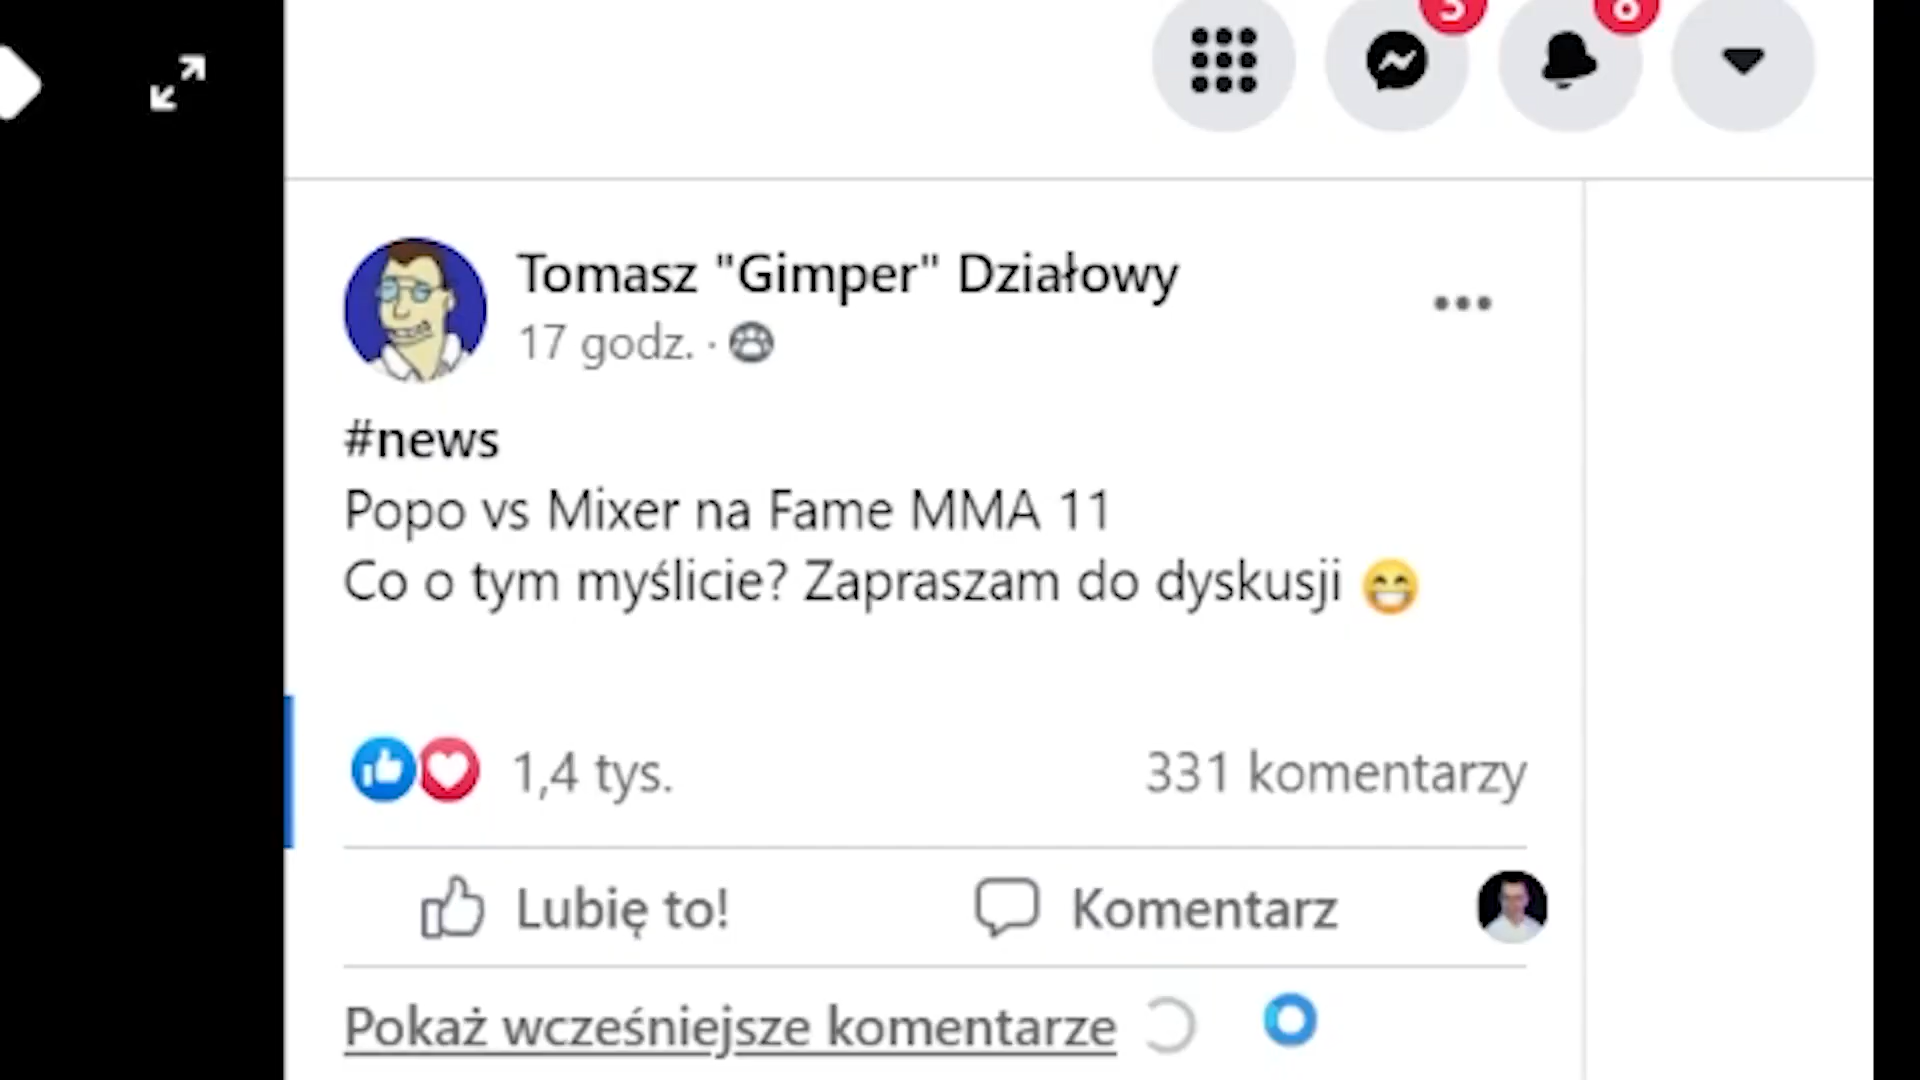 Tomasz "Gimper" Działowy
17 godz. ·
#news
Popo vs Mixer na Fame MMA 11
Co o tym myślicie? Zapraszam do dyskusji 😁
1,4 tys.
331 komentarzy
Lubię to!
Komentarz
Pokaż wcześniejsze komentarze